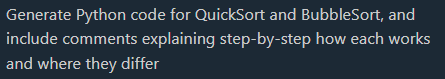 Generate Python code for QuickSort and BubbleSort, and
include comments explaining step-by-step how each works
and where they differ